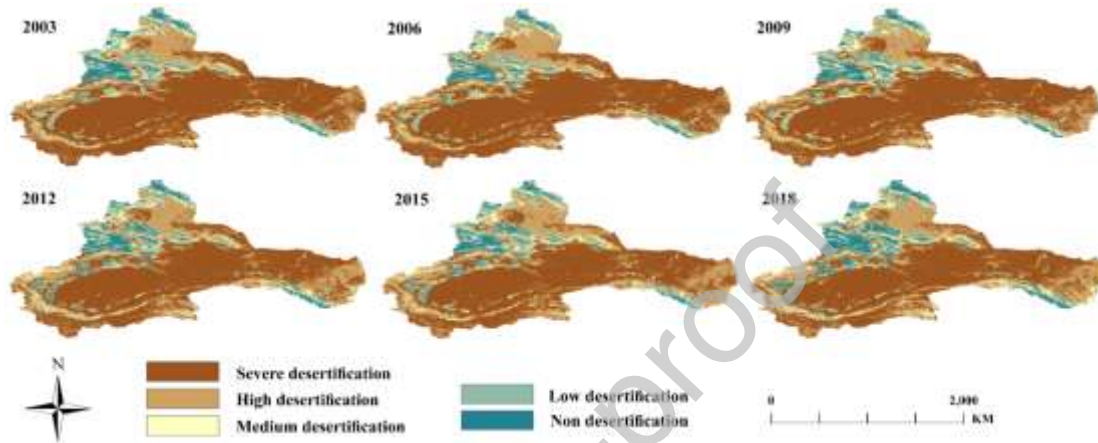 2003
2006
2009
2012
2015
2018
N
Severe desertification
High desertification
Medium desertification
Low desertification
Non desertification
0
2,000
KM
proof